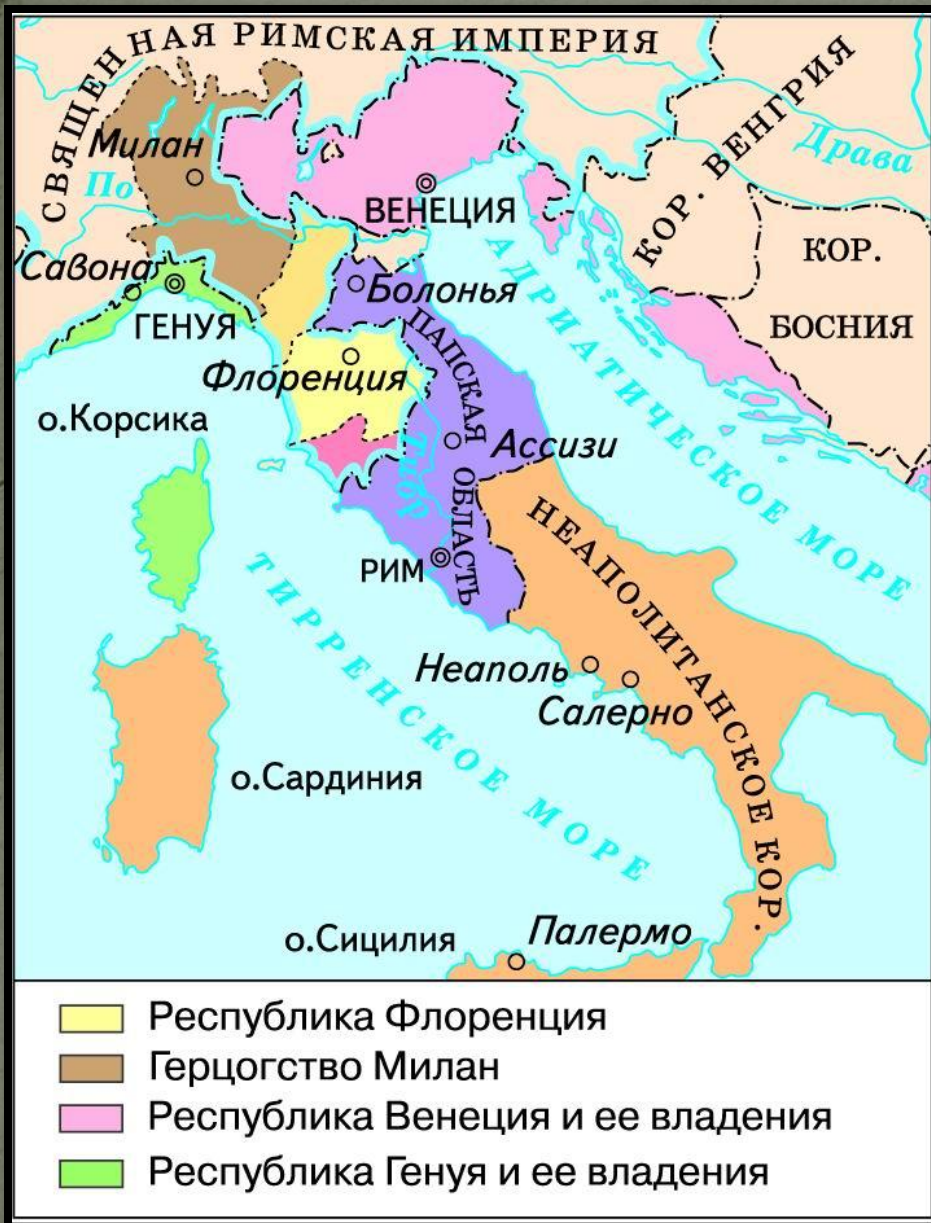 СВЯЩЕННАЯ РИМСКАЯ ИМПЕРИЯ
КОР. ВЕНГРИЯ
Драва
Милан
По
ВЕНЕЦИЯ
КОР.
БОСНИЯ
Савона
ГЕНУЯ
Болонья
АДРИАТИЧЕСКОЕ МОРЕ
ПАПСКАЯ
ОБЛАСТЬ
Флоренция
о.Корсика
Тибр
Ассизи
РИМ
НЕАПОЛИТАНСКОЕ КОР.
ТИРРЕНСКОЕ МОРЕ
Неаполь
Салерно
о.Сардиния
о.Сицилия
Палермо
Республика Флоренция
Герцогство Милан
Республика Венеция и ее владения
Республика Генуя и ее владения